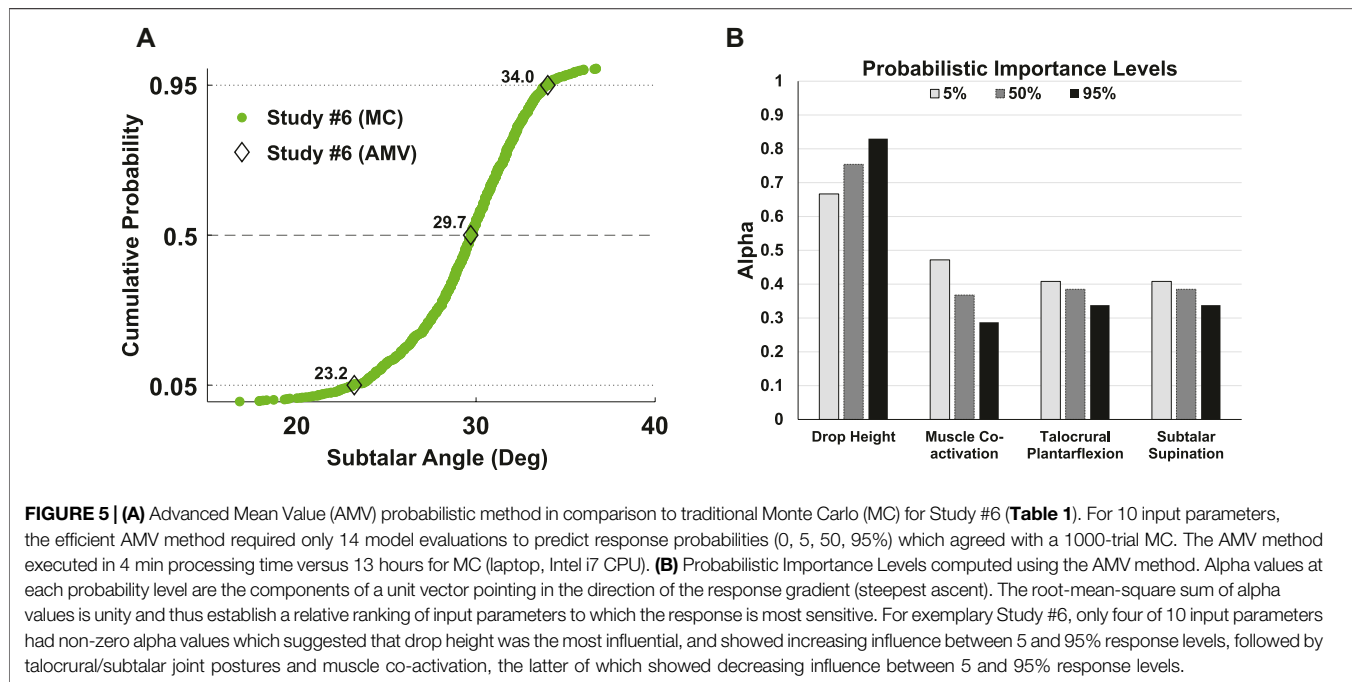 A
0.95
0.5
0.05
Cumulative Probability
34.0
29.7
23.2
Study #6 (MC)
Study #6 (AMV)
20
30
40
Subtalar Angle (Deg)
B
Probabilistic Importance Levels
5%
50%
95%
1
0.9
0.8
0.7
0.6
0.5
0.4
0.3
0.2
0.1
0
Alpha
Drop Height
Muscle Co-
activation
Talocrural
Plantarflexion
Subtalar
Supination
FIGURE 5 | (A) Advanced Mean Value (AMV) probabilistic method in comparison to traditional Monte Carlo (MC) for Study #6 (Table 1). For 10 input parameters,
the efficient AMV method required only 14 model evaluations to predict response probabilities (0, 5, 50, 95%) which agreed with a 1000-trial MC. The AMV method
executed in 4 min processing time versus 13 hours for MC (laptop, Intel i7 CPU). (B) Probabilistic Importance Levels computed using the AMV method. Alpha values at
each probability level are the components of a unit vector pointing in the direction of the response gradient (steepest ascent). The root-mean-square sum of alpha
values is unity and thus establish a relative ranking of input parameters to which the response is most sensitive. For exemplary Study #6, only four of 10 input parameters
had non-zero alpha values which suggested that drop height was the most influential, and showed increasing influence between 5 and 95% response levels, followed by
talocrural/subtalar joint postures and muscle co-activation, the latter of which showed decreasing influence between 5 and 95% response levels.